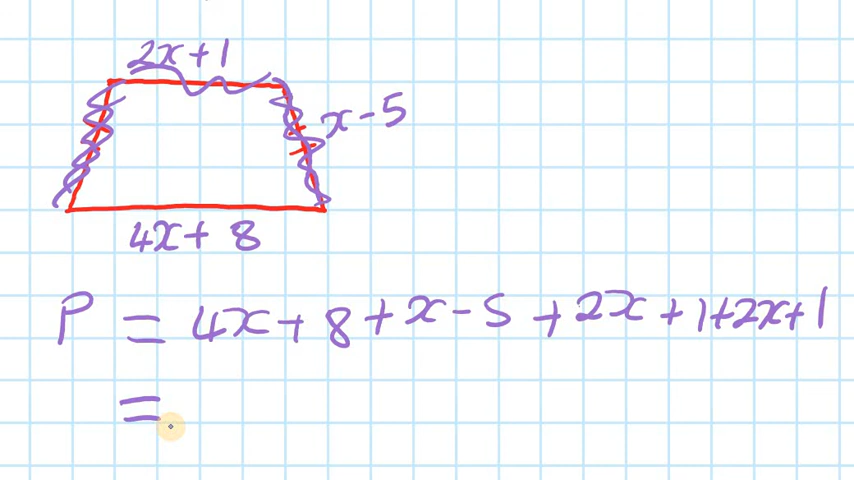 2x+1
x-5
4x+ 8
P = 4x+8+x-5+2x+1+2x+1
=